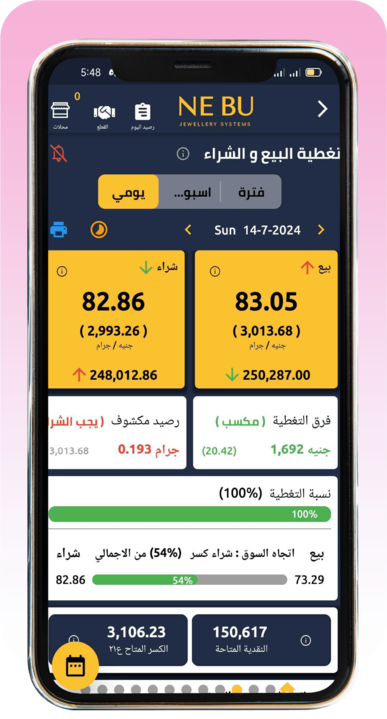 5:48
0
NE BU
JEWELLERY SYSTEMS
رصيد اليوم
القطع
محلات
تغطية البيع و الشراء
فترة
اسبو...
يومي
Sun 14-7-2024
بيع
83.05
( 3,013.68 )
جنيه / جرام
250,287.00
شراء
82.86
( 2,993.26 )
جنيه / جرام
248,012.86
فرق التغطية ( مكسب )
جنيه 1,692
(20.42)
رصيد مكشوف ( يجب الشرا
جرام 0.193
3,013.68
نسبة التغطية (100%)
100%
بيع
اتجاه السوق : شراء كسر (54%) من الاجمالي
شراء
73.29
54%
82.86
150,617
النقدية المتاحة
3,106.23
الكسر المتاح ع٢١